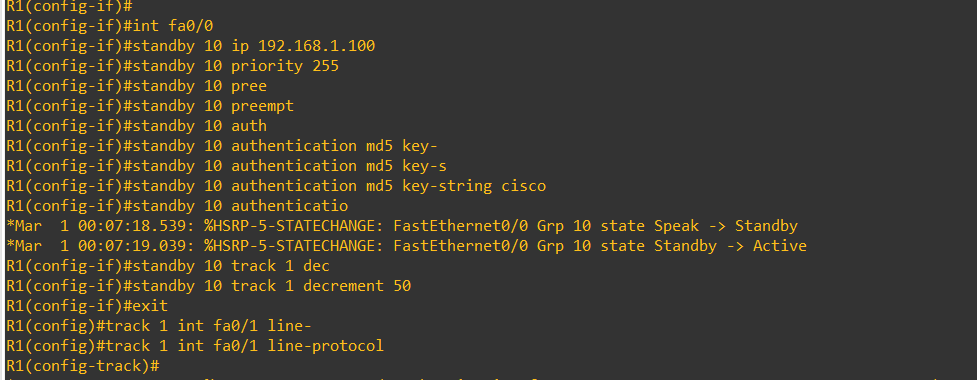 R1(config-if)#
R1(config-if)#int fa0/0
R1(config-if)#standby 10 ip 192.168.1.100
R1(config-if)#standby 10 priority 255
R1(config-if)#standby 10 pree
R1(config-if)#standby 10 preempt
R1(config-if)#standby 10 auth
R1(config-if)#standby 10 authentication md5 key-
R1(config-if)#standby 10 authentication md5 key-s
R1(config-if)#standby 10 authentication md5 key-string cisco
R1(config-if)#standby 10 authenticatio
*Mar  1 00:07:18.539: %HSRP-5-STATECHANGE: FastEthernet0/0 Grp 10 state Speak -> Standby
*Mar  1 00:07:19.039: %HSRP-5-STATECHANGE: FastEthernet0/0 Grp 10 state Standby -> Active
R1(config-if)#standby 10 track 1 dec
R1(config-if)#standby 10 track 1 decrement 50
R1(config-if)#exit
R1(config)#track 1 int fa0/1 line-
R1(config)#track 1 int fa0/1 line-protocol
R1(config-track)#